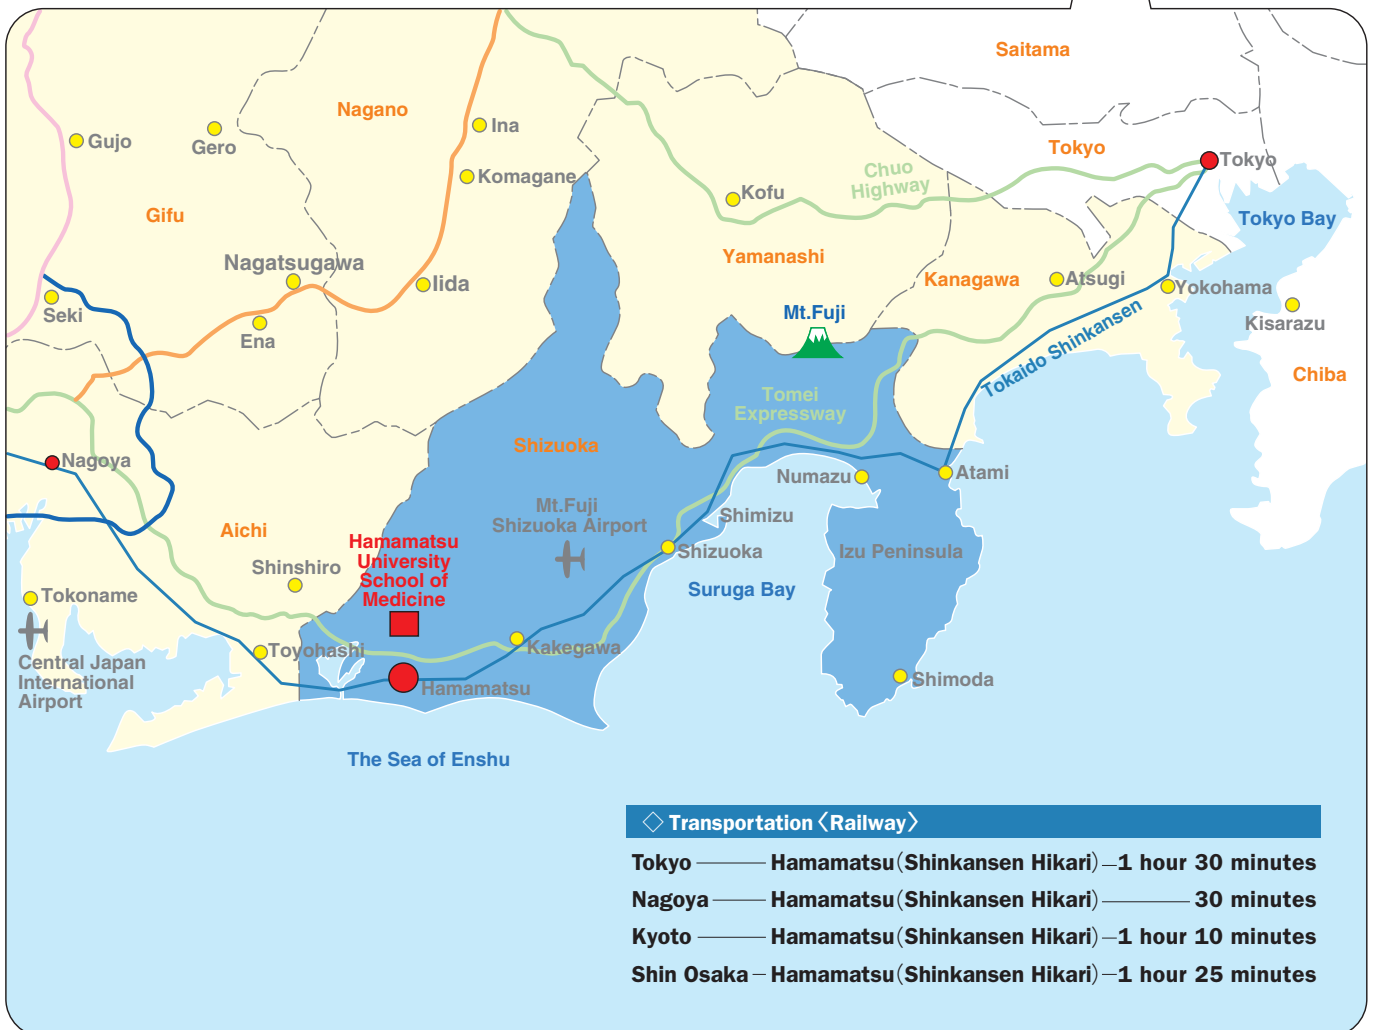 Saitama
Nagano
Ina
Gujo
Gero
Tokyo
Tokyo
Chuo
Highway
Komagane
Kofu
Gifu
Tokyo Bay
Nagatsugawa
Yamanashi
Iida
Kanagawa
Atsugi
Yokohama
Seki
Mt.Fuji
Kisarazu
Ena
Tokaido Shinkansen
Chiba
Tomei
Expressway
Shizuoka
Nagoya
Numazu
Atami
Mt.Fuji
Shizuoka Airport
Shimizu
Aichi
Hamamatsu
University
School of
Medicine
Shizuoka
Izu Peninsula
Shinshiro
Suruga Bay
Tokoname
Kakegawa
Toyohashi
Central Japan
International
Airport
Hamamatsu
Shimoda
The Sea of Enshu
◇ Transportation〈Railway〉
Tokyo ——— Hamamatsu(Shinkansen Hikari)–1 hour 30 minutes
Nagoya —— Hamamatsu(Shinkansen Hikari)——— 30 minutes
Kyoto ——— Hamamatsu(Shinkansen Hikari)–1 hour 10 minutes
Shin Osaka – Hamamatsu(Shinkansen Hikari)–1 hour 25 minutes